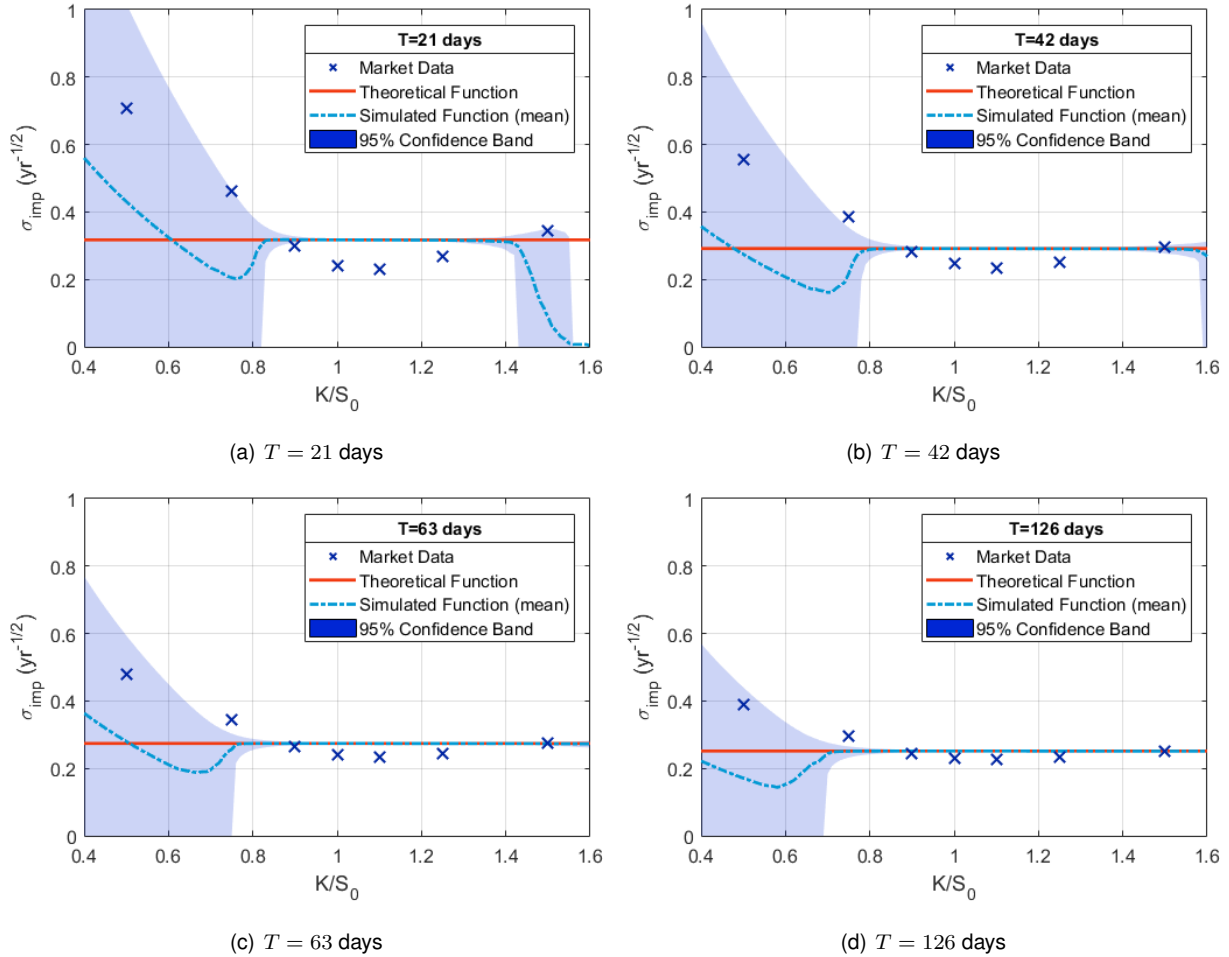 T=21 days
Market Data
Theoretical Function
Simulated Function (mean)
95% Confidence Band
σ_imp (yr^-1/2)
1
0.8
0.6
0.4
0.2
0
0.4 0.6 0.8 1 1.2 1.4 1.6
K/S_0
(a) T = 21 days
T=42 days
Market Data
Theoretical Function
Simulated Function (mean)
95% Confidence Band
σ_imp (yr^-1/2)
1
0.8
0.6
0.4
0.2
0
0.4 0.6 0.8 1 1.2 1.4 1.6
K/S_0
(b) T = 42 days
T=63 days
Market Data
Theoretical Function
Simulated Function (mean)
95% Confidence Band
σ_imp (yr^-1/2)
1
0.8
0.6
0.4
0.2
0
0.4 0.6 0.8 1 1.2 1.4 1.6
K/S_0
(c) T = 63 days
T=126 days
Market Data
Theoretical Function
Simulated Function (mean)
95% Confidence Band
σ_imp (yr^-1/2)
1
0.8
0.6
0.4
0.2
0
0.4 0.6 0.8 1 1.2 1.4 1.6
K/S_0
(d) T = 126 days